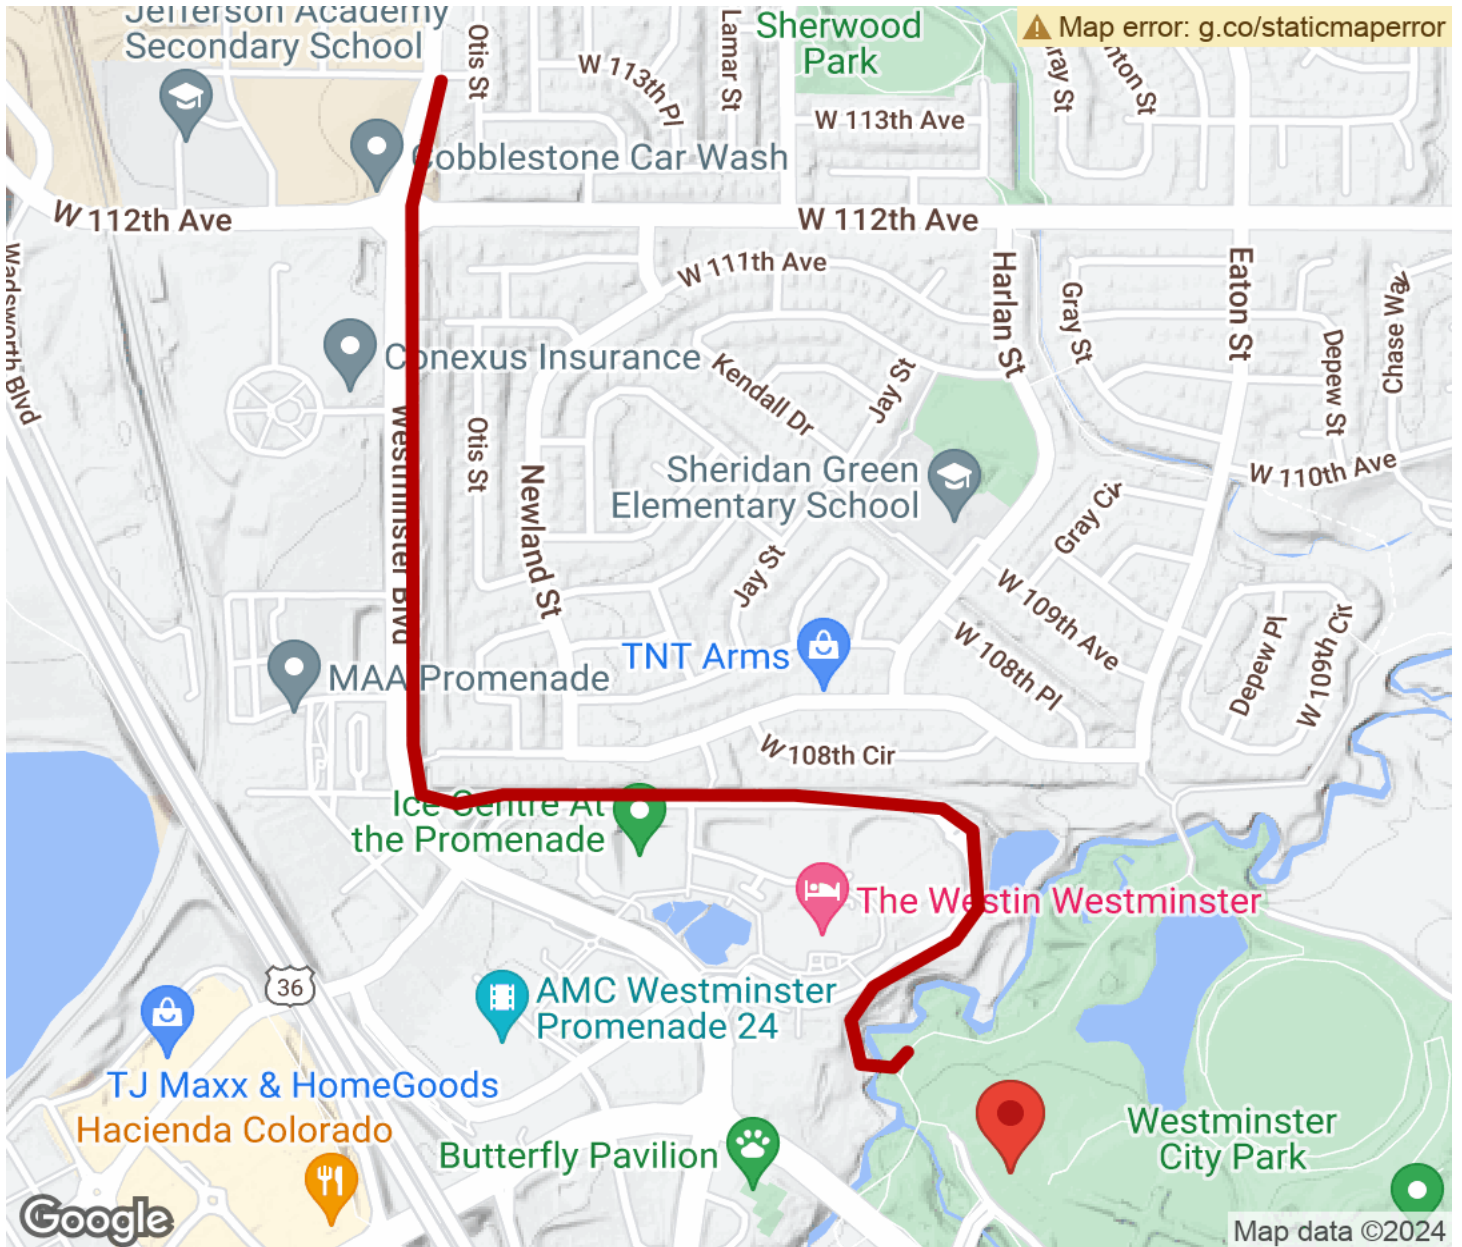 Jefferson Academy
Secondary School
Otis St
W 113th Pl
Lamar St
Sherwood
Park
Map error: g.co/staticmaperror
Gray St
W 113th Ave
Cobblestone Car Wash
W 112th Ave
W 112th Ave
Wadsworth Blvd
W 111th Ave
Harlan St
Gray St
Eaton St
Chase Way
Depew St
Conexus Insurance
Kendall Dr
Jay St
Westminster Blvd
Otis St
Newland St
Sheridan Green
Elementary School
W 110th Ave
Gray Cir
Jay St
W 109th Ave
W 108th Pl
Depew Pl
W 109th Cir
TNT Arms
MAA Promenade
W 108th Cir
Ice Centre At
the Promenade
The Westin Westminster
36
AMC Westminster
Promenade 24
TJ Maxx & HomeGoods
Hacienda Colorado
Butterfly Pavilion
Westminster
City Park
Google
Map data ©2024